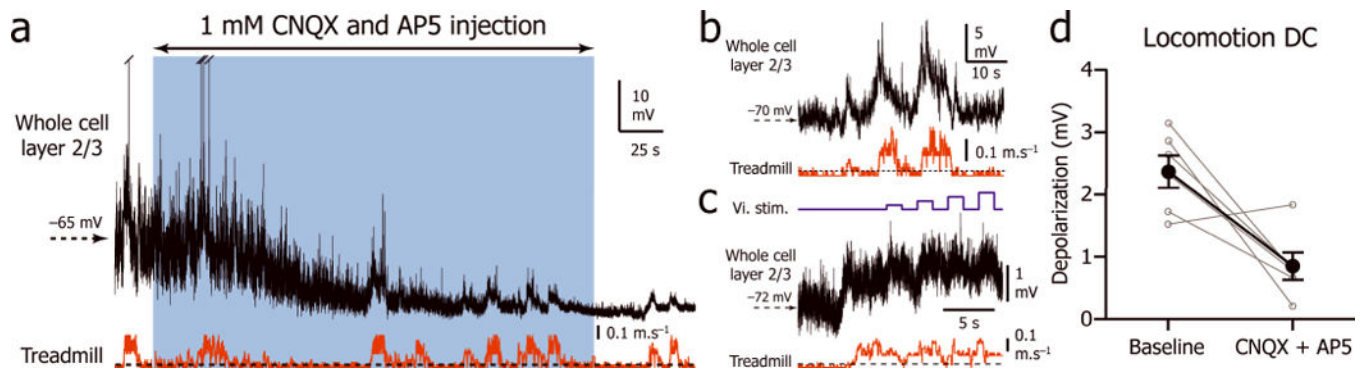 a
1 mM CNQX and AP5 injection
Whole cell
layer 2/3
10
mV
25 s
−65 mV
0.1 m.s⁻¹
Treadmill
b
Whole cell
layer 2/3
5
mV
10 s
−70 mV
0.1 m.s⁻¹
Treadmill
c
Vi. stim.
Whole cell
layer 2/3
1
mV
−72 mV
5 s
0.1
m.s⁻¹
Treadmill
d
Locomotion DC
Depolarization (mV)
4
3
2
1
0
Baseline
CNQX + AP5